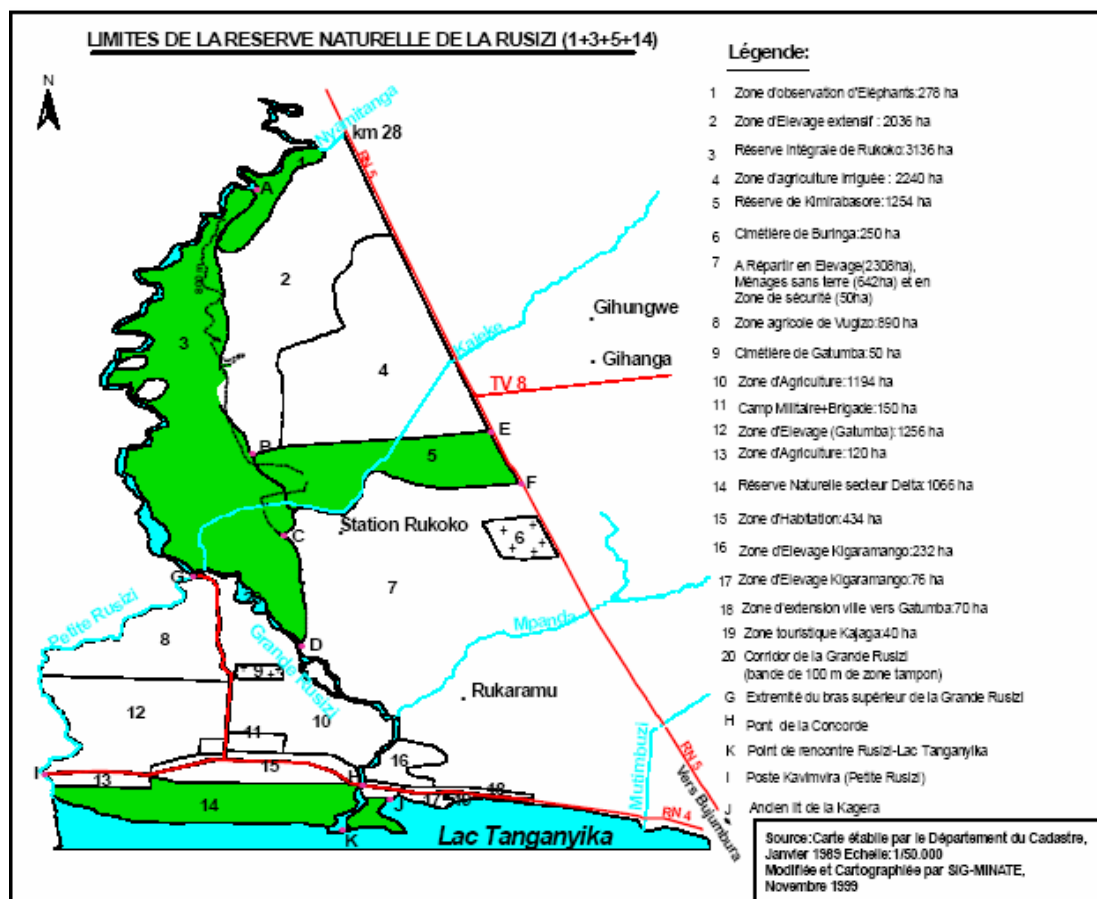 LIMITES DE LA RESERVE NATURELLE DE LA RUSIZI (1+3+5+14)
N
Nyamitanga
km 28
RN 5
1
A
800 m
2
3
4
Kajeke
Gihungwe
Gihanga
TV 8
B
E
5
F
C
Station Rukoko
6
G
20
7
Petite Rusizi
Grande Rusizi
Mpanda
8
D
9
Rukaramu
12
10
11
16
Mutimbuzi
RN 5
Vers Bujumbura
I
13
15
H
18
14
J
17
19
RN 4
K
Lac Tanganyika
Légende:
1 Zone d'observation d'Eléphants:278 ha
2 Zone d'Elevage extensif : 2036 ha
3 Réserve Intégrale de Rukoko:3136 ha
4 Zone d'agriculture Irriguée : 2240 ha
5 Réserve de Kimirabasore:1254 ha
6 Cimétière de Buringa:250 ha
7 A Répartir en Elevage(2308ha),
Ménages sans terre (642ha) et en
Zone de sécurité (50ha)
8 Zone agricole de Vugizo:890 ha
9 Cimétière de Gatumba:50 ha
10 Zone d'Agriculture:1194 ha
11 Camp Militaire+Brigade:150 ha
12 Zone d'Elevage (Gatumba):1256 ha
13 Zone d'Agriculture:120 ha
14 Réserve Naturelle secteur Delta:1066 ha
15 Zone d'Habitation:434 ha
16 Zone d'Elevage Kigaramango:232 ha
17 Zone d'Elevage Kigaramango:76 ha
18 Zone d'extension ville vers Gatumba:70 ha
19 Zone touristique Kajaga:40 ha
20 Corridor de la Grande Rusizi
(bande de 100 m de zone tampon)
G Extremité du bras supérieur de la Grande Rusizi
H Pont de la Concorde
K Point de rencontre Rusizi-Lac Tanganyika
I Poste Kavimvira (Petite Rusizi)
J Ancien lit de la Kagera
Source:Carte établie par le Département du Cadastre,
Janvier 1989 Echelle:1/50.000
Modifiée et Cartographiée par SIG-MINATE,
Novembre 1999